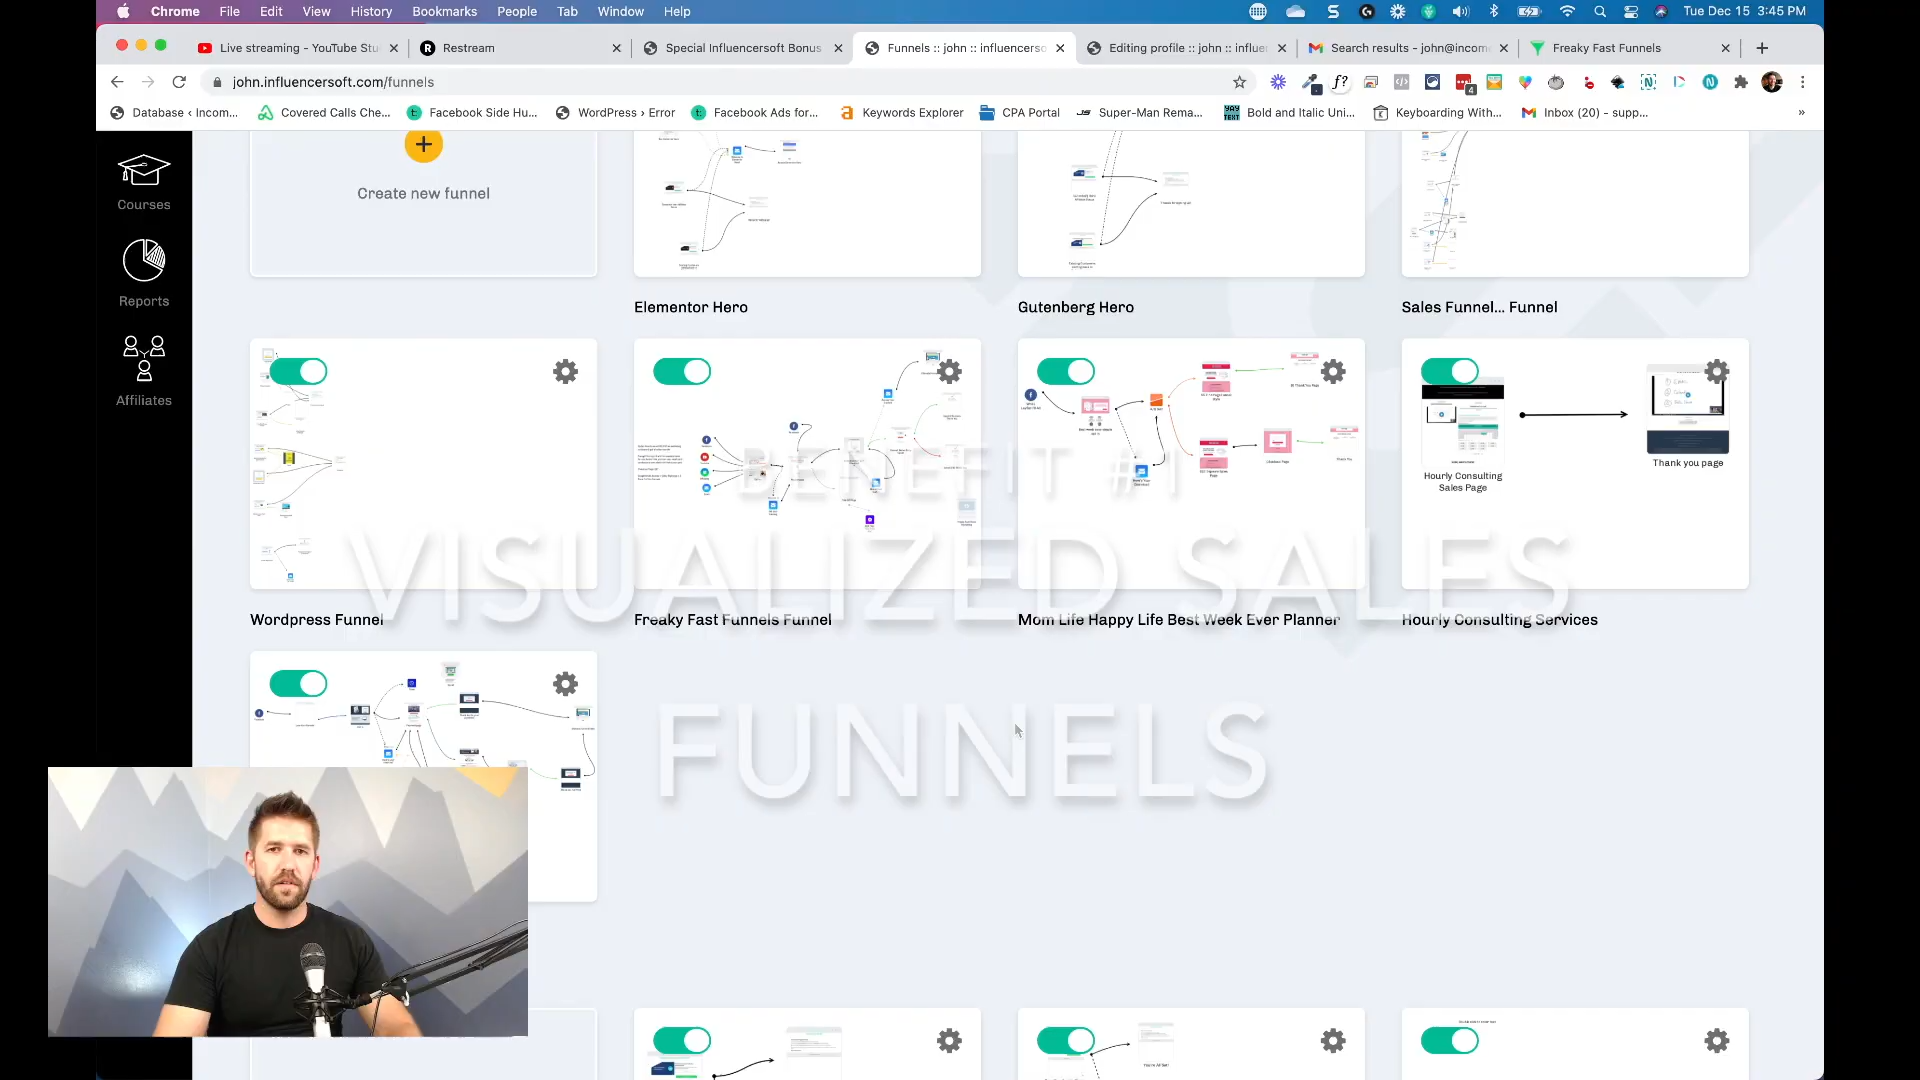 Chrome File Edit View History Bookmarks People Tab Window Help Tue Dec 15 3:45 PM
Live streaming - YouTube Stu Restream Special Influencersoft Bonus Funnels :: john :: influencerso Editing profile :: john :: influen Search results - john@incom Freaky Fast Funnels
john.influencersoft.com/funnels
Database ‹ Incom... Covered Calls Che... Facebook Side Hu... WordPress › Error Facebook Ads for... Keywords Explorer CPA Portal Super-Man Rema... Bold and Italic Uni... Keyboarding With... Inbox (20) - supp... »
Courses
Reports
Affiliates
Create new funnel
Elementor Hero
Gutenberg Hero
Sales Funnel... Funnel
Hourly Consulting
Sales Page
Thank you page
BENEFIT #1
VISUALIZED SALES
FUNNELS
Wordpress Funnel
Freaky Fast Funnels Funnel
Mom Life Happy Life Best Week Ever Planner
Hourly Consulting Services